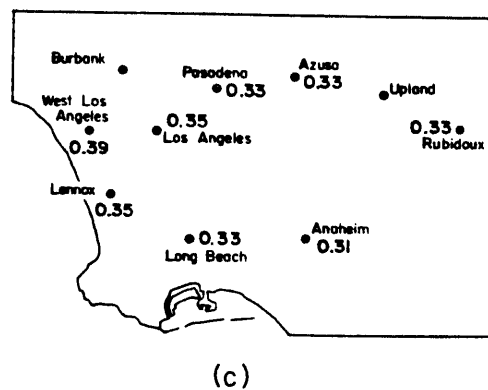 Burbank
Pasadena
0.33
Azusa
0.33
Upland
West Los
Angeles
0.39
0.35
Los Angeles
0.33
Rubidoux
Lennox
0.35
0.33
Long Beach
Anaheim
0.31
(c)